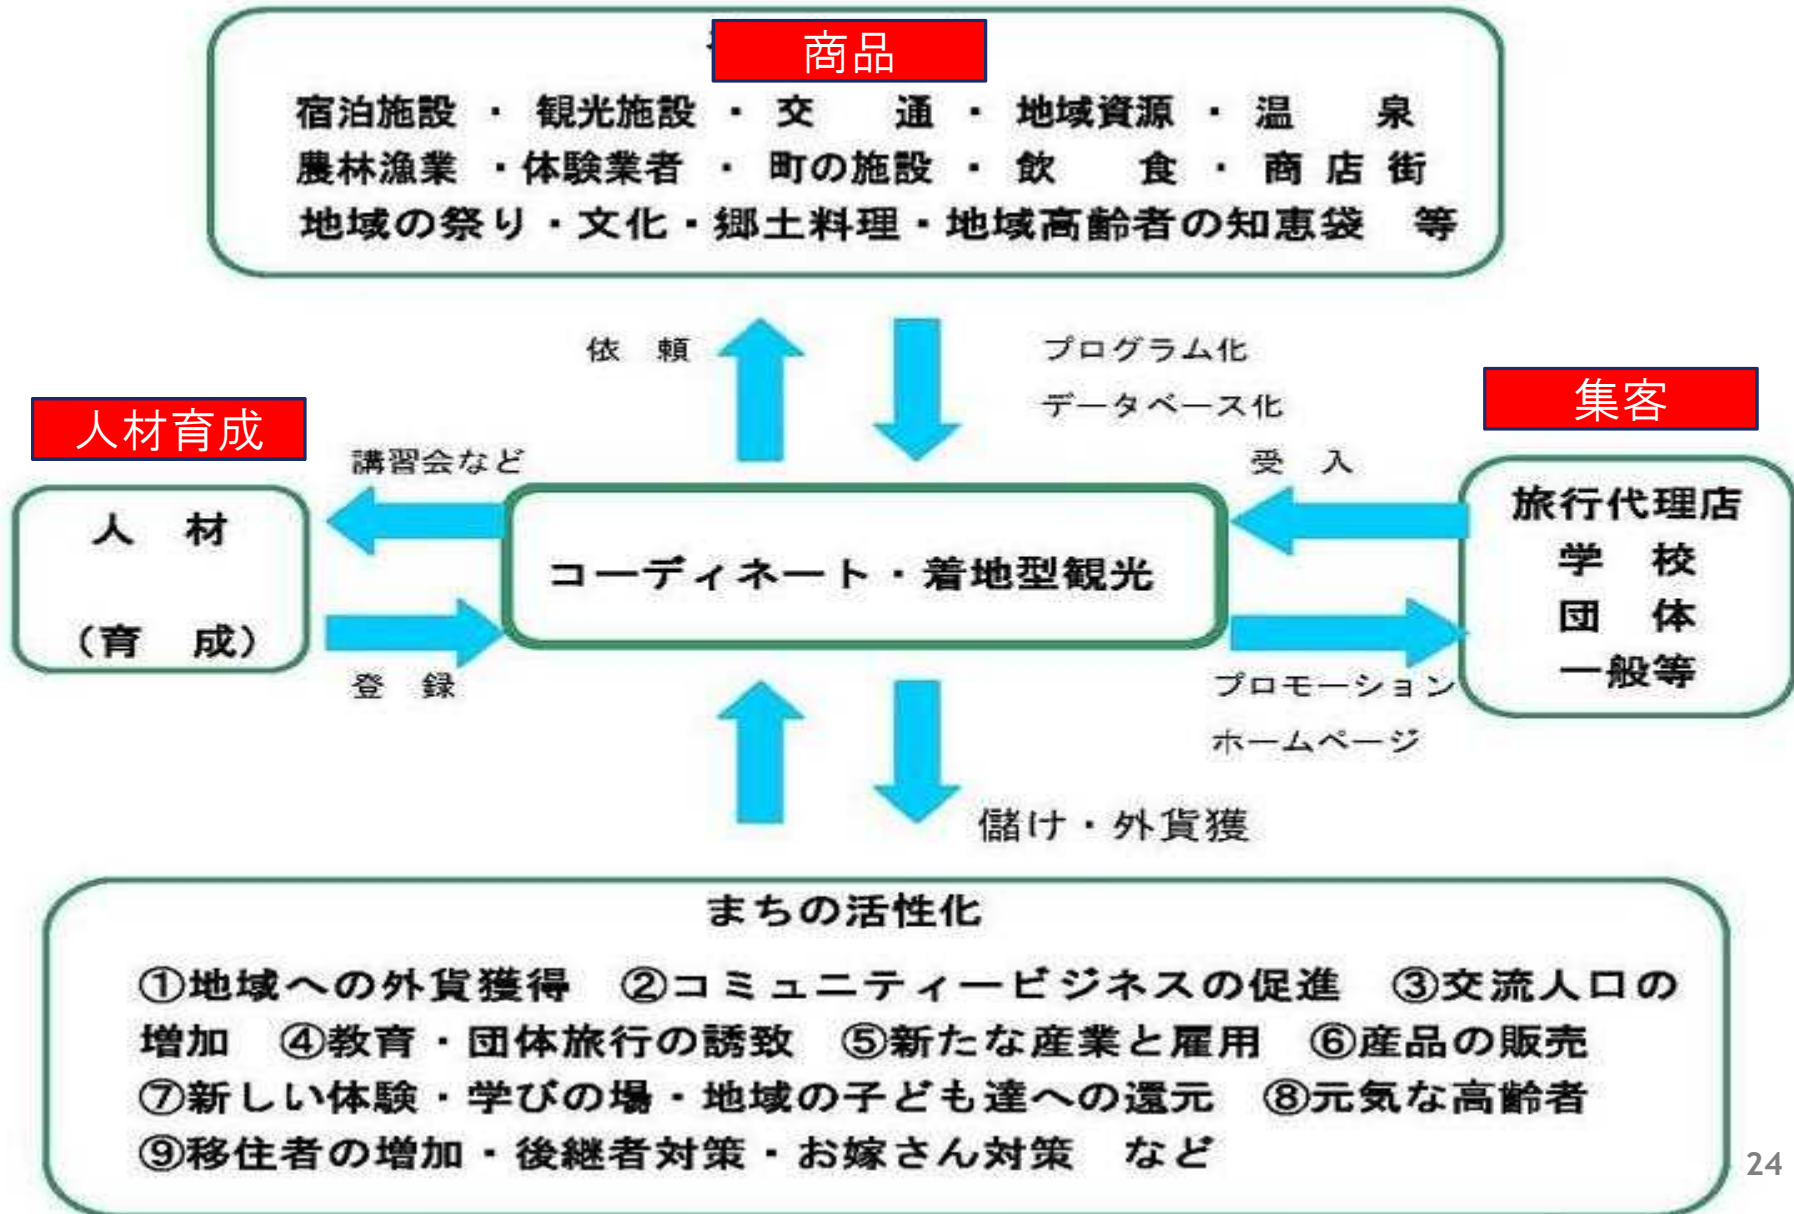 商品
宿泊施設 ・ 観光施設 ・ 交　通 ・ 地域資源 ・ 温　泉
農林漁業 ・体験業者 ・ 町の施設 ・ 飲　食 ・ 商 店 街
地域の祭り・文化・郷土料理・地域高齢者の知恵袋　等
依　頼
プログラム化
データベース化
人材育成
集客
講習会など
受　入
人　材
（育　成）
コーディネート・着地型観光
旅行代理店
学　校
団　体
一般等
登　録
プロモーション
ホームページ
儲け・外貨獲
まちの活性化
①地域への外貨獲得　②コミュニティービジネスの促進　③交流人口の
増加　④教育・団体旅行の誘致　⑤新たな産業と雇用　⑥産品の販売
⑦新しい体験・学びの場・地域の子ども達への還元　⑧元気な高齢者
⑨移住者の増加・後継者対策・お嫁さん対策　など
24